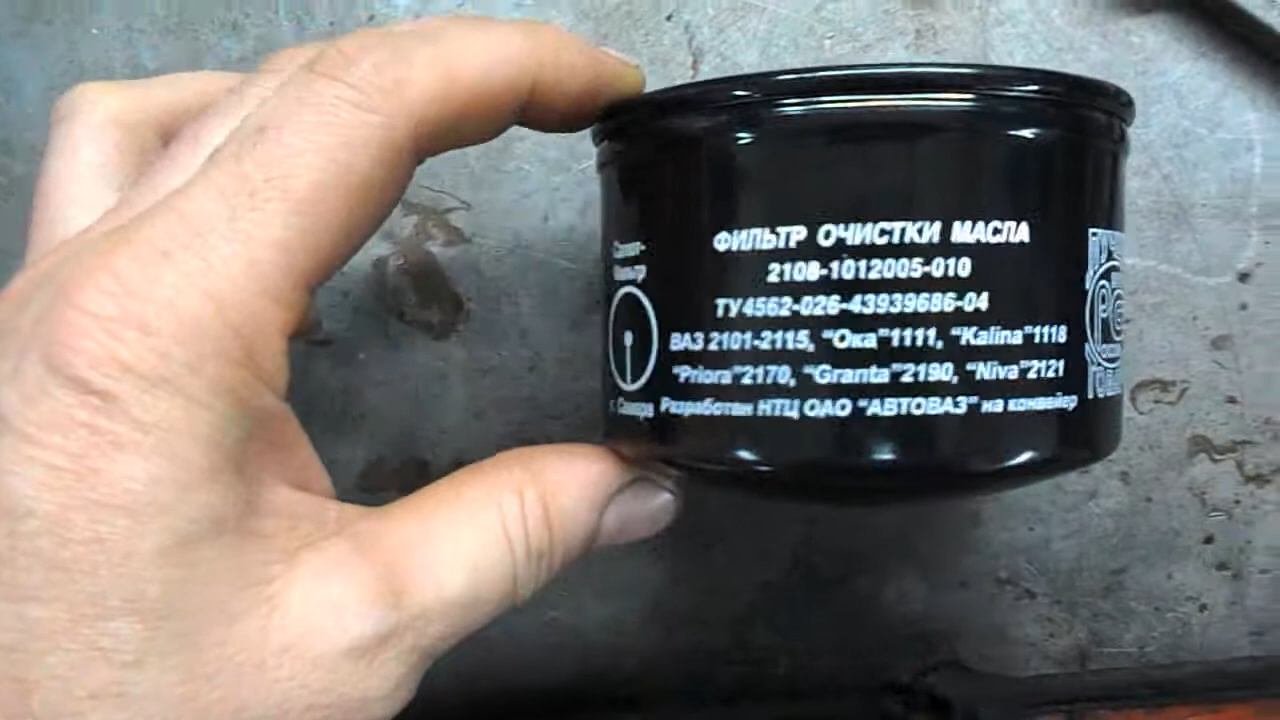 ФИЛЬТР ОЧИСТКИ МАСЛА
2108-1012005-010
ТУ4562-026-43939686-04
ВАЗ 2101-2115, "Ока"1111, "Kalina"1118
"Priora"2170, "Granta"2190, "Niva"2121
Разработан НТЦ ОАО "АВТОВАЗ" на конвейер
г. Самара